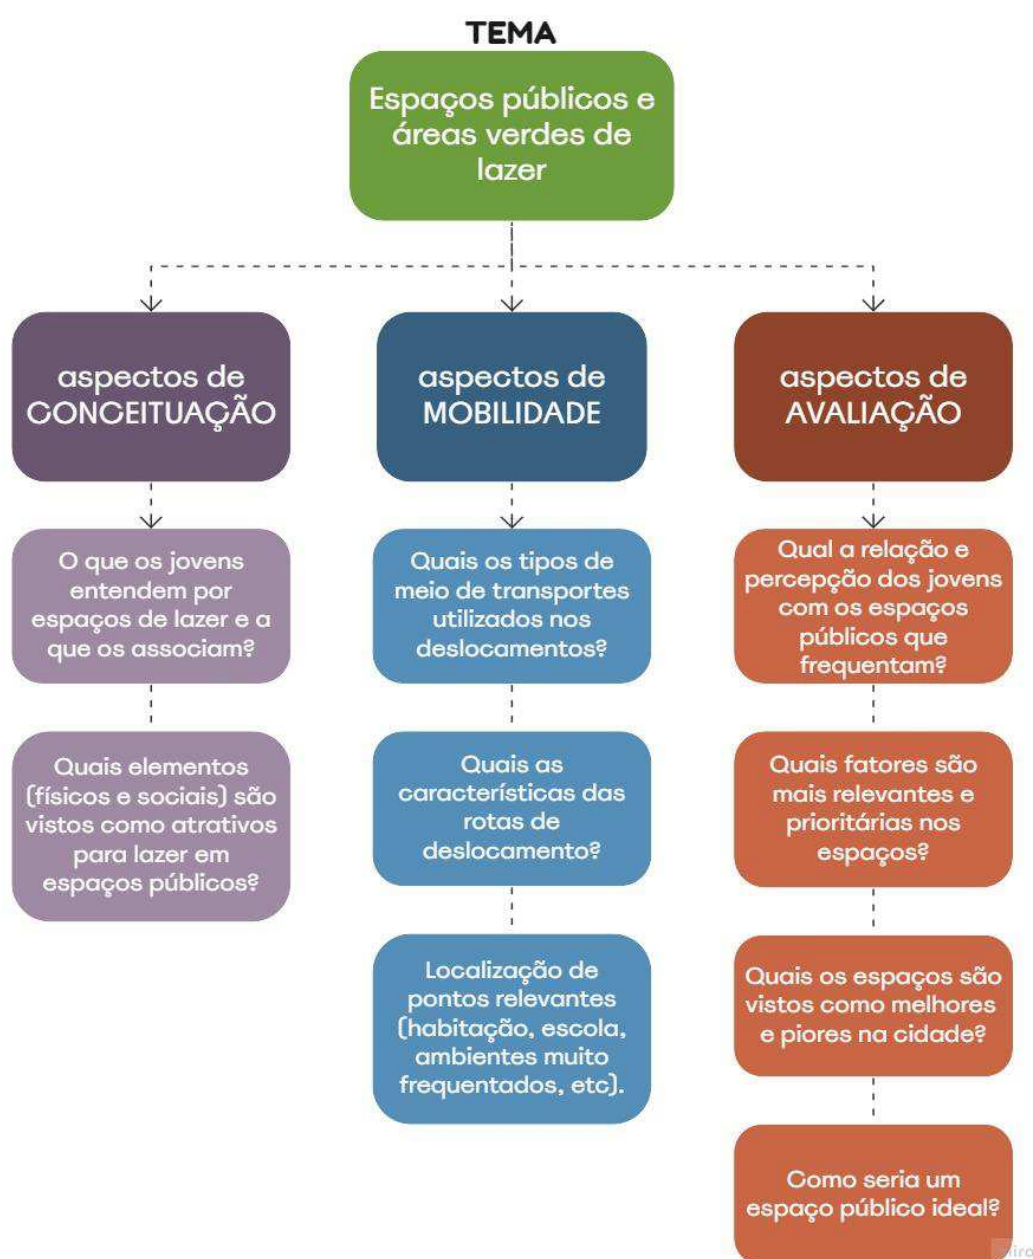 TEMA
Espaços públicos e
áreas verdes de
lazer
aspectos de
CONCEITUAÇÃO
O que os jovens
entendem por
espaços de lazer e a
que os associam?
Quais elementos
(físicos e sociais) são
vistos como atrativos
para lazer em
espaços públicos?
aspectos de
MOBILIDADE
Quais os tipos de
meio de transportes
utilizados nos
deslocamentos?
Quais as
características das
rotas de
deslocamento?
Localização de
pontos relevantes
(habitação, escola,
ambientes muito
frequentados, etc).
aspectos de
AVALIAÇÃO
Qual a relação e
percepção dos jovens
com os espaços
públicos que
frequentam?
Quais fatores são
mais relevantes e
prioritárias nos
espaços?
Quais os espaços são
vistos como melhores
e piores na cidade?
Como seria um
espaço público ideal?
miro